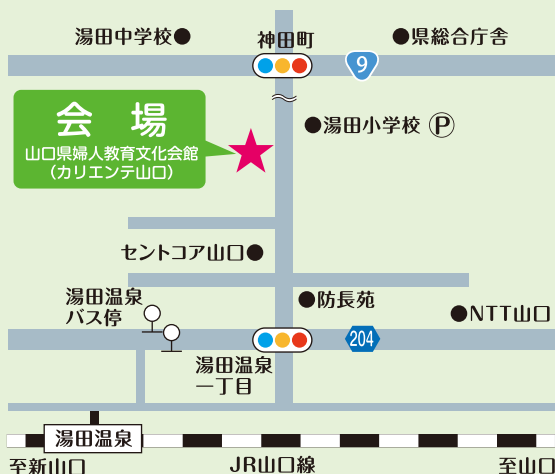 湯田中学校
神田町
県総合庁舎
9
会 場
山口県婦人教育文化会館
（カリエンテ山口）
湯田小学校 P
セントコア山口
湯田温泉
バス停
防長苑
NTT山口
204
湯田温泉
一丁目
湯田温泉
至新山口
JR山口線
至山口